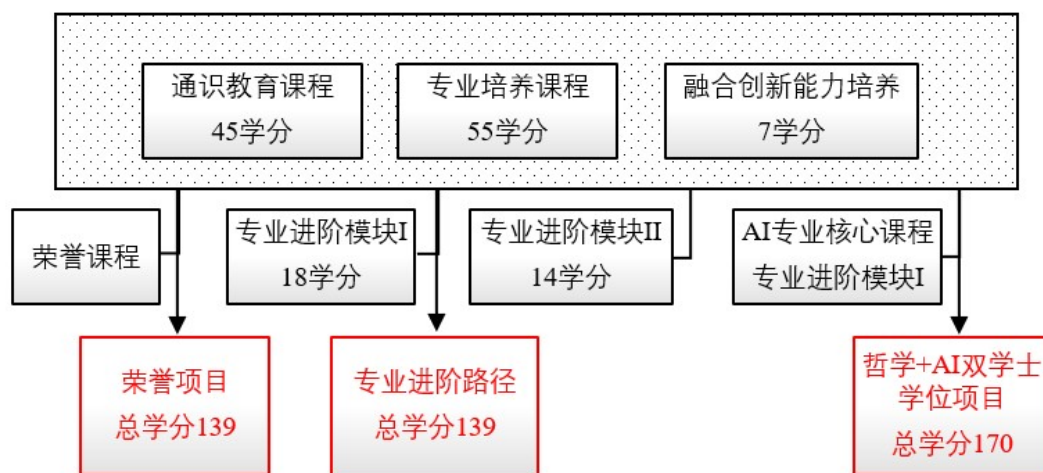 通识教育课程
45学分
专业培养课程
55学分
融合创新能力培养
7学分
荣誉课程
专业进阶模块I
18学分
专业进阶模块II
14学分
AI专业核心课程
专业进阶模块I
荣誉项目
总学分139
专业进阶路径
总学分139
哲学+AI双学士
学位项目
总学分170